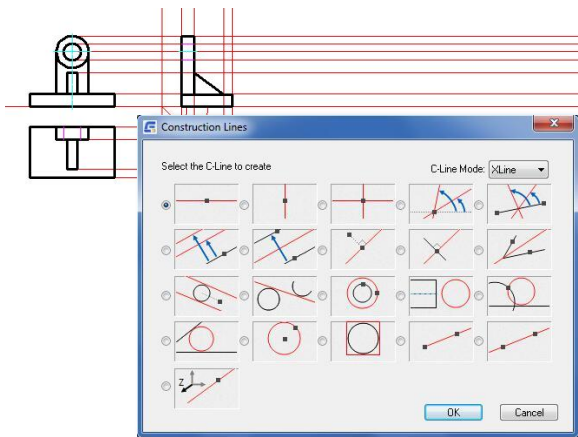 Construction Lines
Select the C-Line to create
C-Line Mode: XLine
Z
OK Cancel